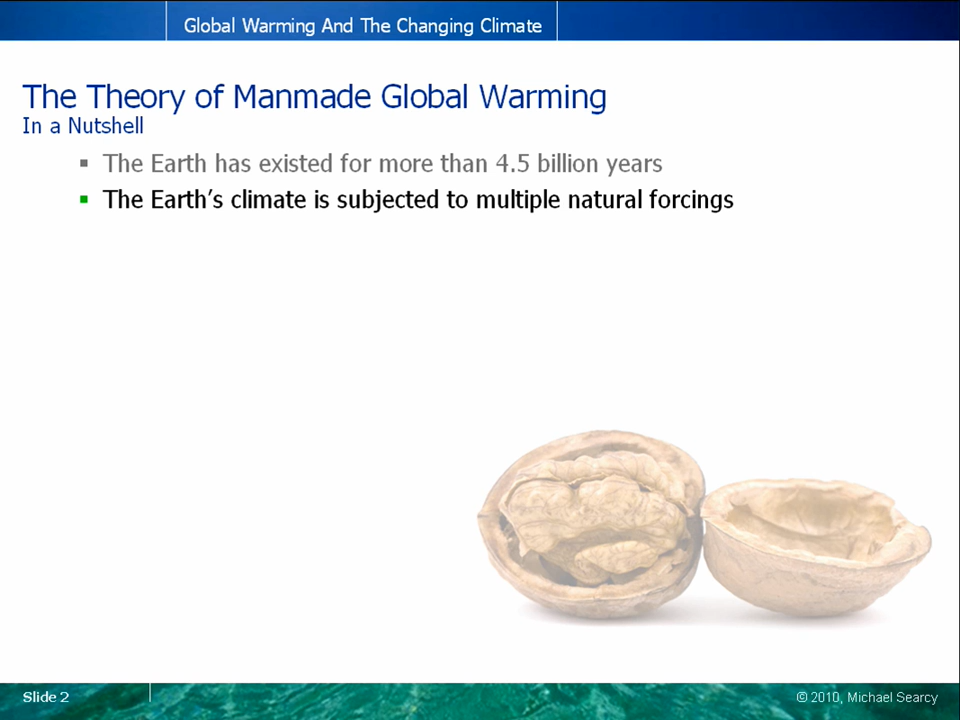 Global Warming And The Changing Climate
The Theory of Manmade Global Warming
In a Nutshell
▪ The Earth has existed for more than 4.5 billion years
▪ The Earth's climate is subjected to multiple natural forcings
Slide 2
© 2010, Michael Searcy